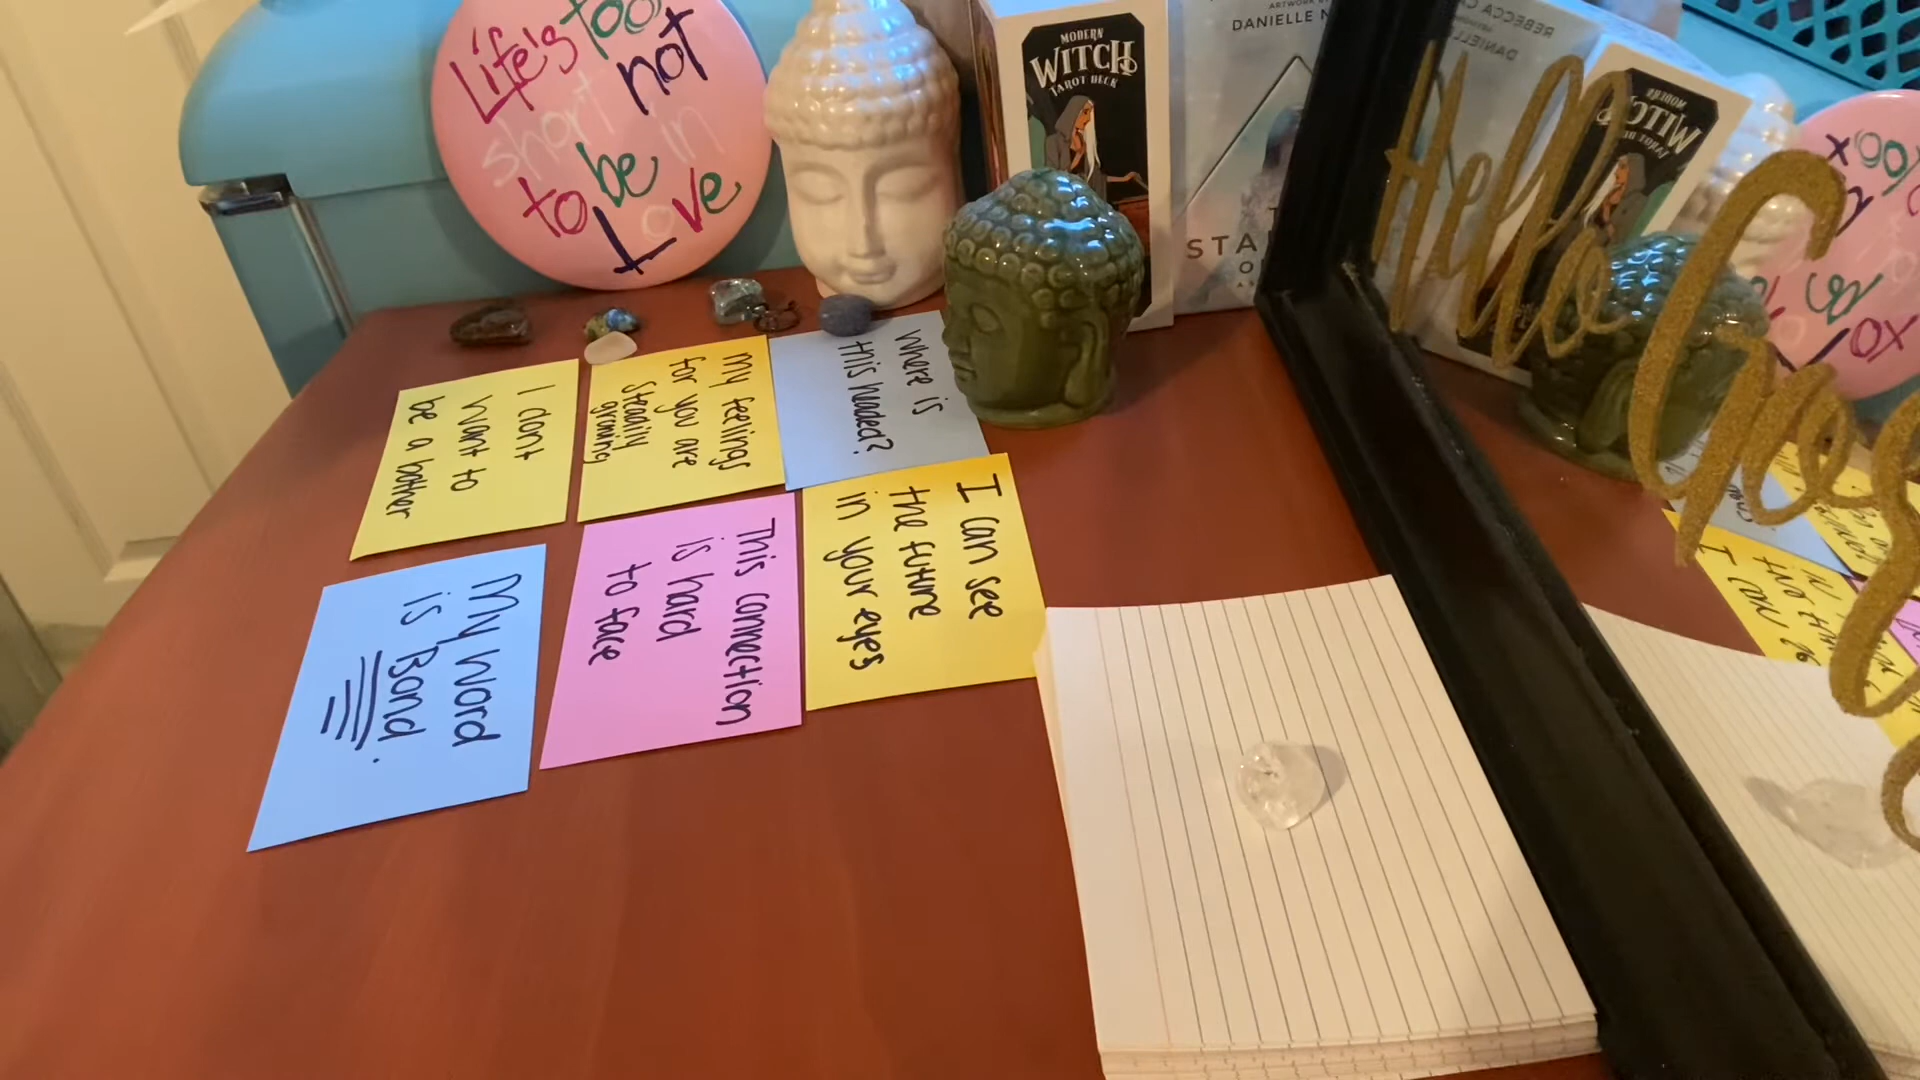 Life's too
short not
to be in
Love
MODERN
WITCH
TAROT DECK
ARTWORK BY
DANIELLE
STA
Hello
where is
this headed?
My feelings
for you are
steadily
growing
I don't
want to
be a bother
I can see
the future
in your eyes
This connection
is hard
to face
My word
is Bond.